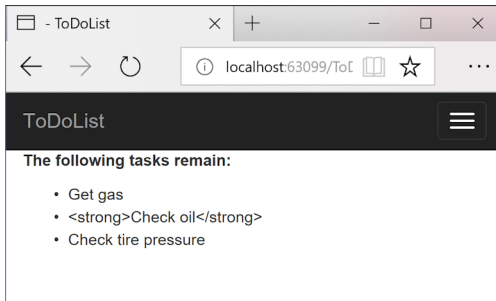 - ToDoList
localhost:63099/ToD
ToDoList
The following tasks remain:
• Get gas
• <strong>Check oil</strong>
• Check tire pressure